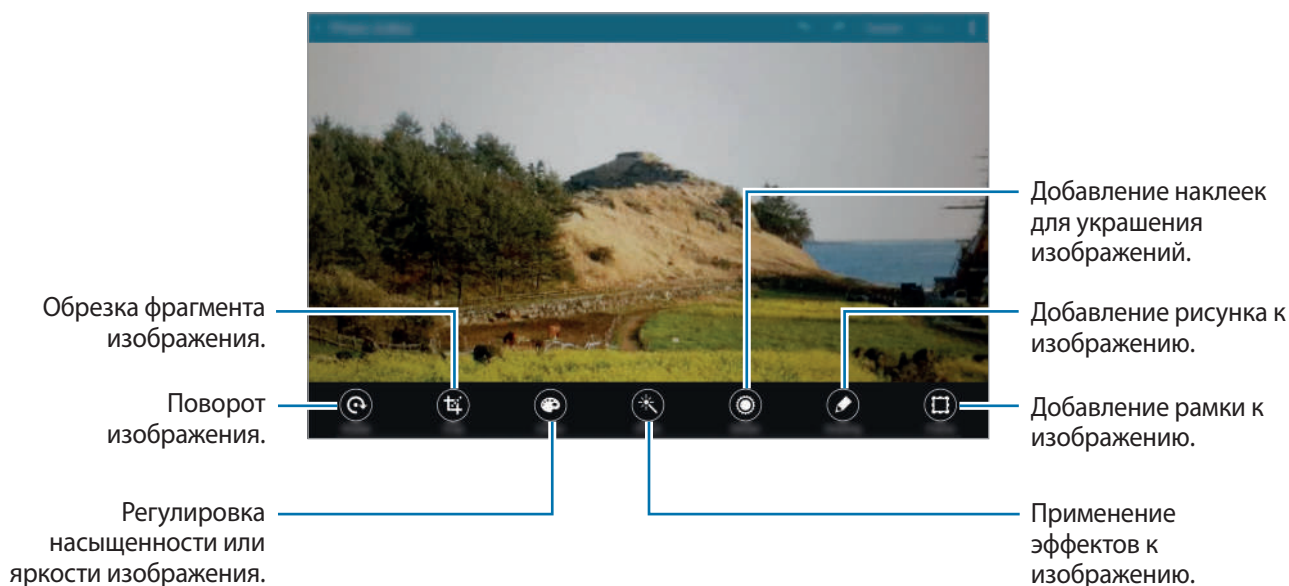 Добавление наклеек
для украшения
изображений.
Обрезка фрагмента
изображения.
Добавление рисунка к
изображению.
Поворот
изображения.
Добавление рамки к
изображению.
Регулировка
насыщенности или
яркости изображения.
Применение
эффектов к
изображению.